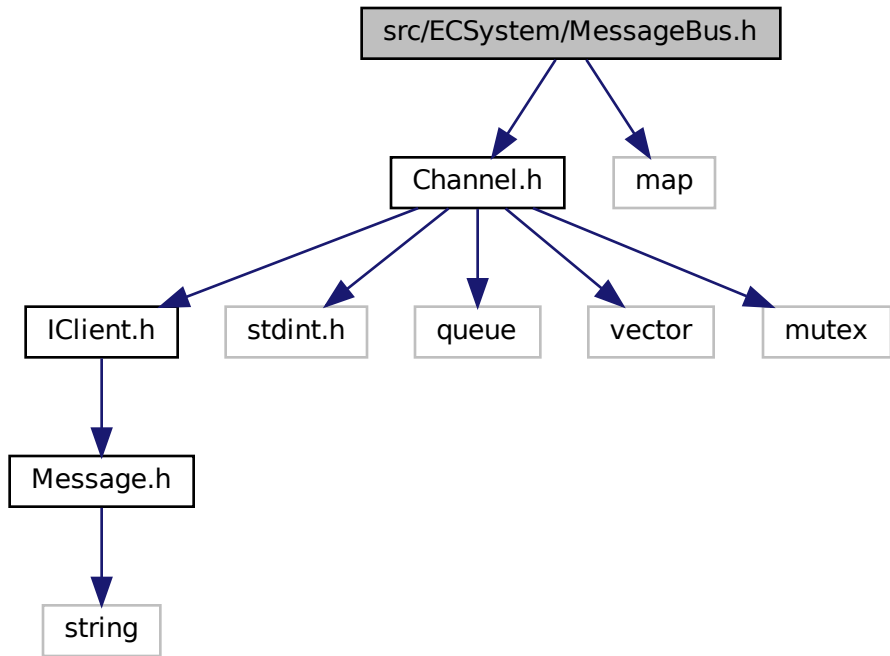 src/ECSystem/MessageBus.h
Channel.h
map
IClient.h
stdint.h
queue
vector
mutex
Message.h
string